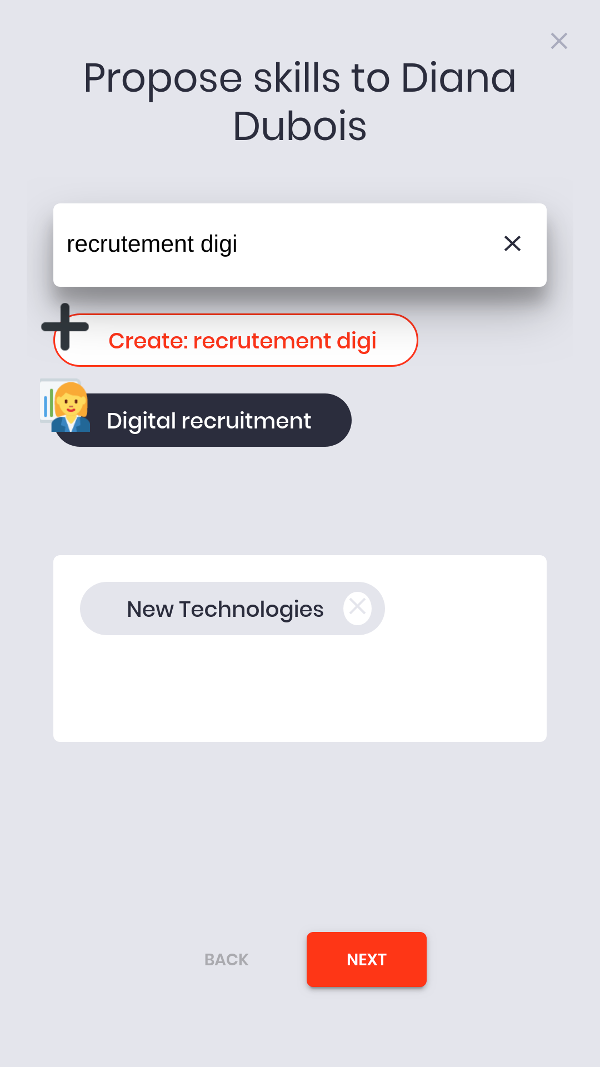 Propose skills to Diana
Dubois
recrutement digi
Create: recrutement digi
Digital recruitment
New Technologies
BACK
NEXT